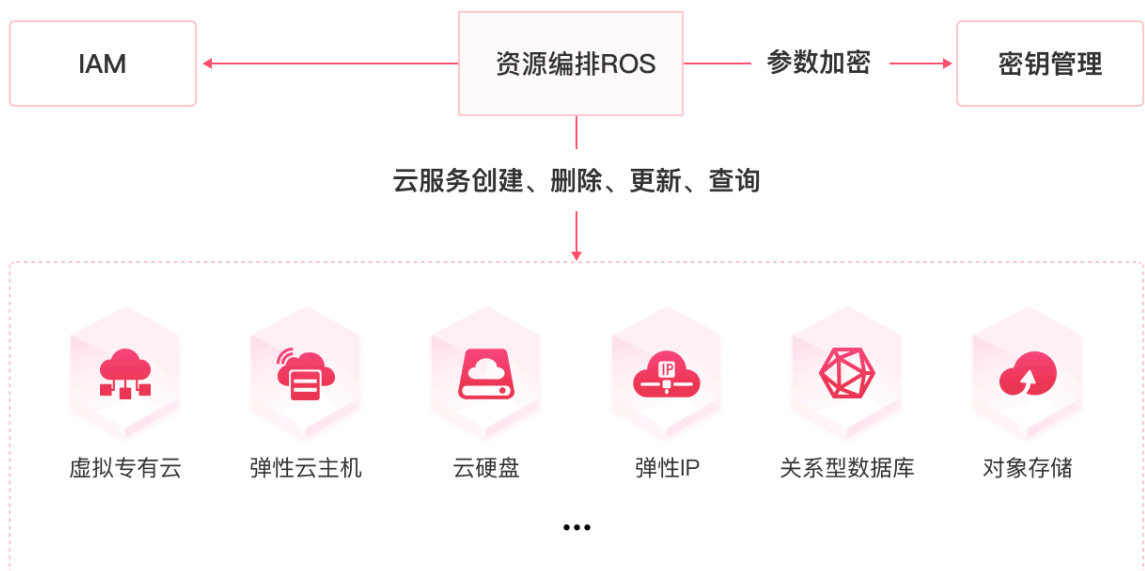 IAM
资源编排ROS
参数加密
密钥管理
云服务创建、删除、更新、查询
IP
虚拟专有云
弹性云主机
云硬盘
弹性IP
关系型数据库
对象存储
...